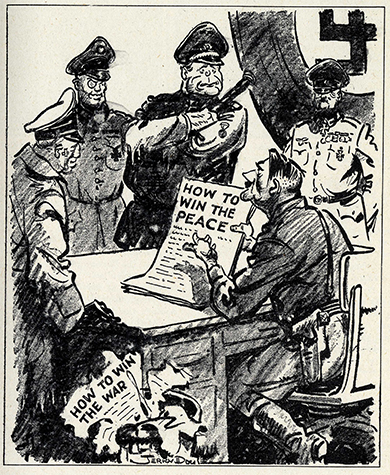 HOW TO
WIN THE
PEACE
HOW TO WIN
THE WAR
JERRY DOYLE